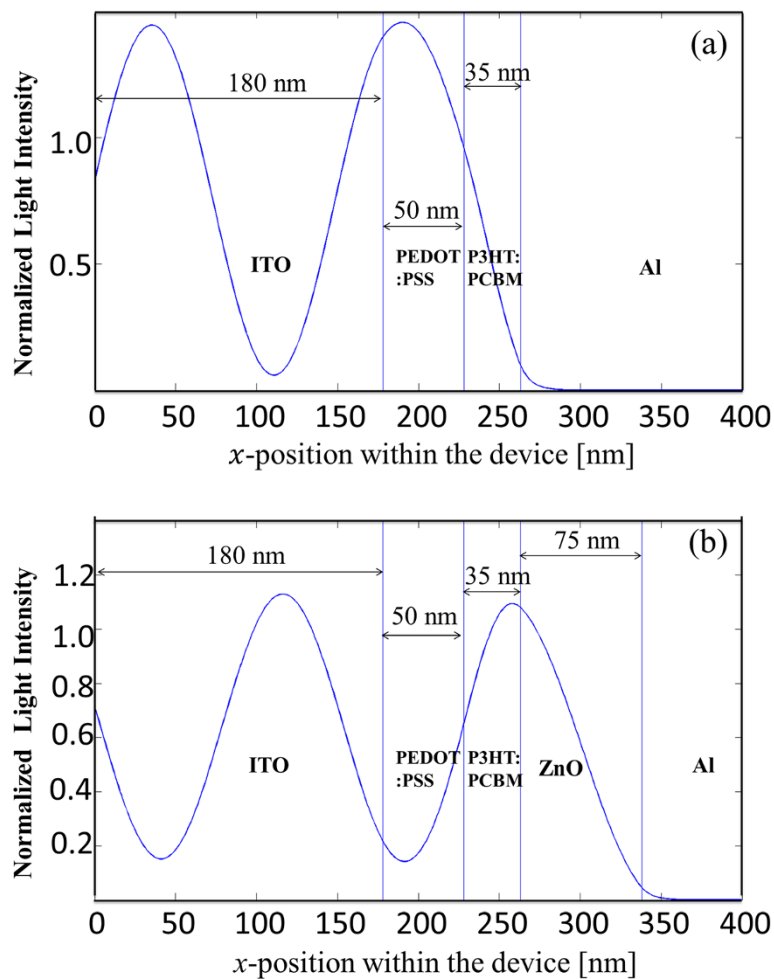 (a)
35 nm
180 nm
1.0
50 nm
0.5
ITO
PEDOT
:PSS
P3HT:
PCBM
Al
Normalized Light Intensity
0 50 100 150 200 250 300 350 400
x-position within the device [nm]
(b)
75 nm
180 nm
35 nm
1.2
50 nm
1.0
0.8
0.6
ITO
PEDOT
:PSS
P3HT:
PCBM
ZnO
Al
0.4
0.2
Normalized Light Intensity
0 50 100 150 200 250 300 350 400
x-position within the device [nm]